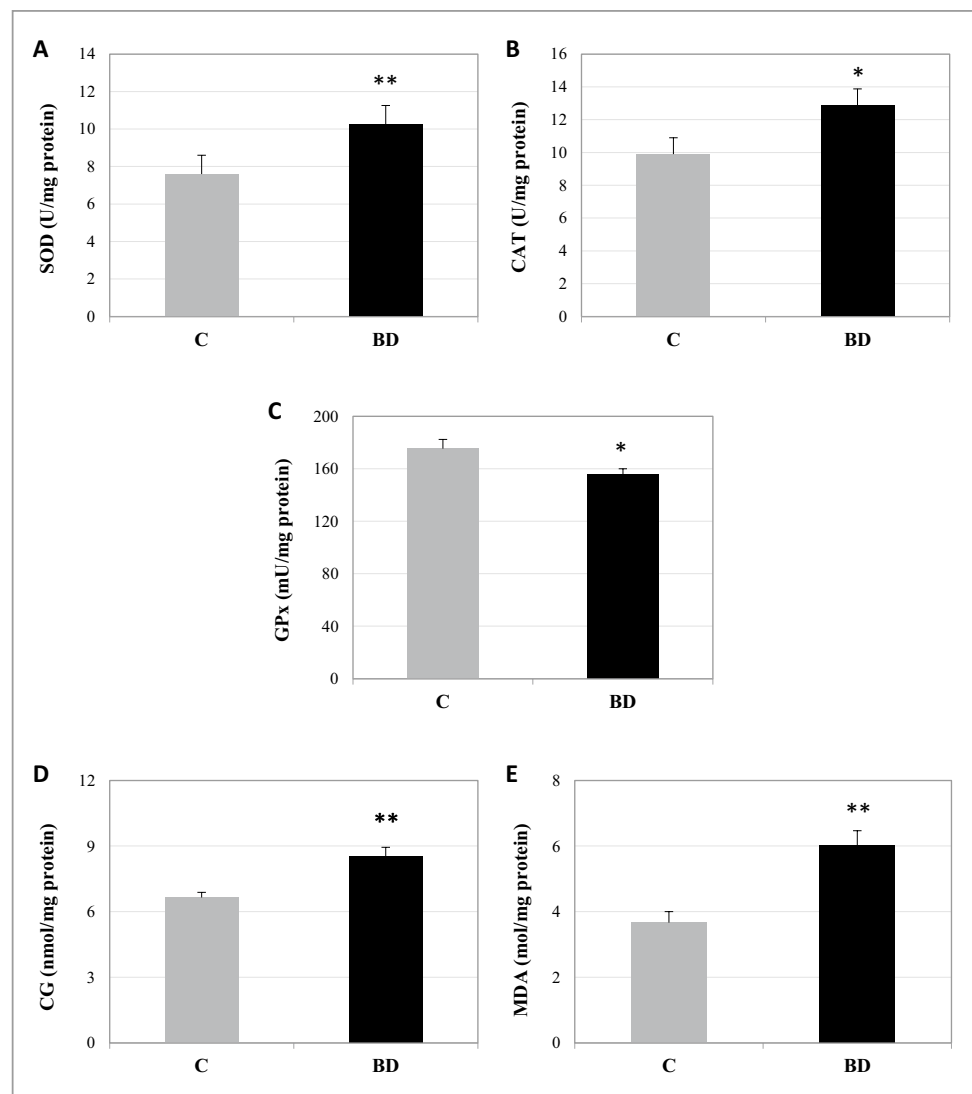 A
SOD (U/mg protein)
14
12
10
8
6
4
2
0
**
C
BD
B
CAT (U/mg protein)
16
14
12
10
8
6
4
2
0
*
C
BD
C
GPx (mU/mg protein)
200
160
120
80
40
0
*
C
BD
D
CG (nmol/mg protein)
12
9
6
3
0
**
C
BD
E
MDA (mol/mg protein)
8
6
4
2
0
**
C
BD